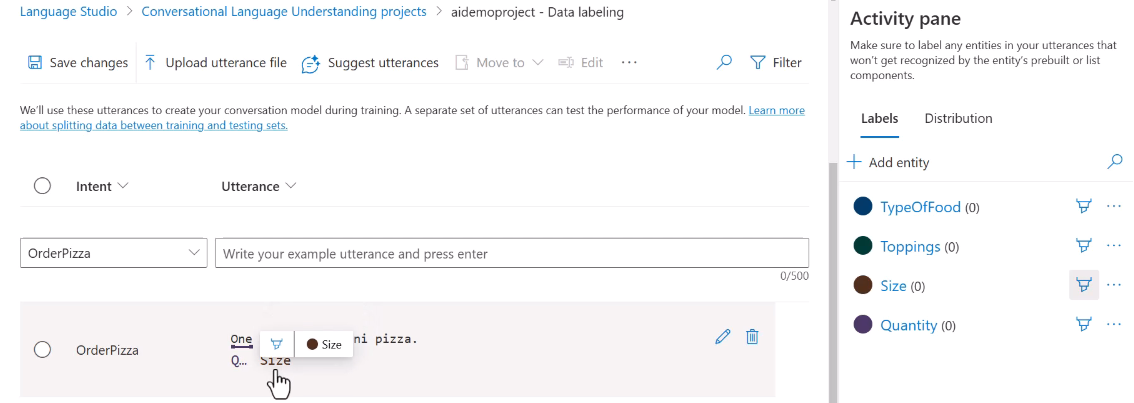 Language Studio > Conversational Language Understanding projects > aidemoproject - Data labeling
Save changes Upload utterance file Suggest utterances Move to Edit ... Filter
We'll use these utterances to create your conversation model during training. A separate set of utterances can test the performance of your model. Learn more
about splitting data between training and testing sets.
Intent Utterance
OrderPizza Write your example utterance and press enter
0/500
OrderPizza
One ni pizza.
Size
Q... Size
Activity pane
Make sure to label any entities in your utterances that
won't get recognized by the entity's prebuilt or list
components.
Labels Distribution
+ Add entity
TypeOfFood (0) ...
Toppings (0) ...
Size (0) ...
Quantity (0) ...